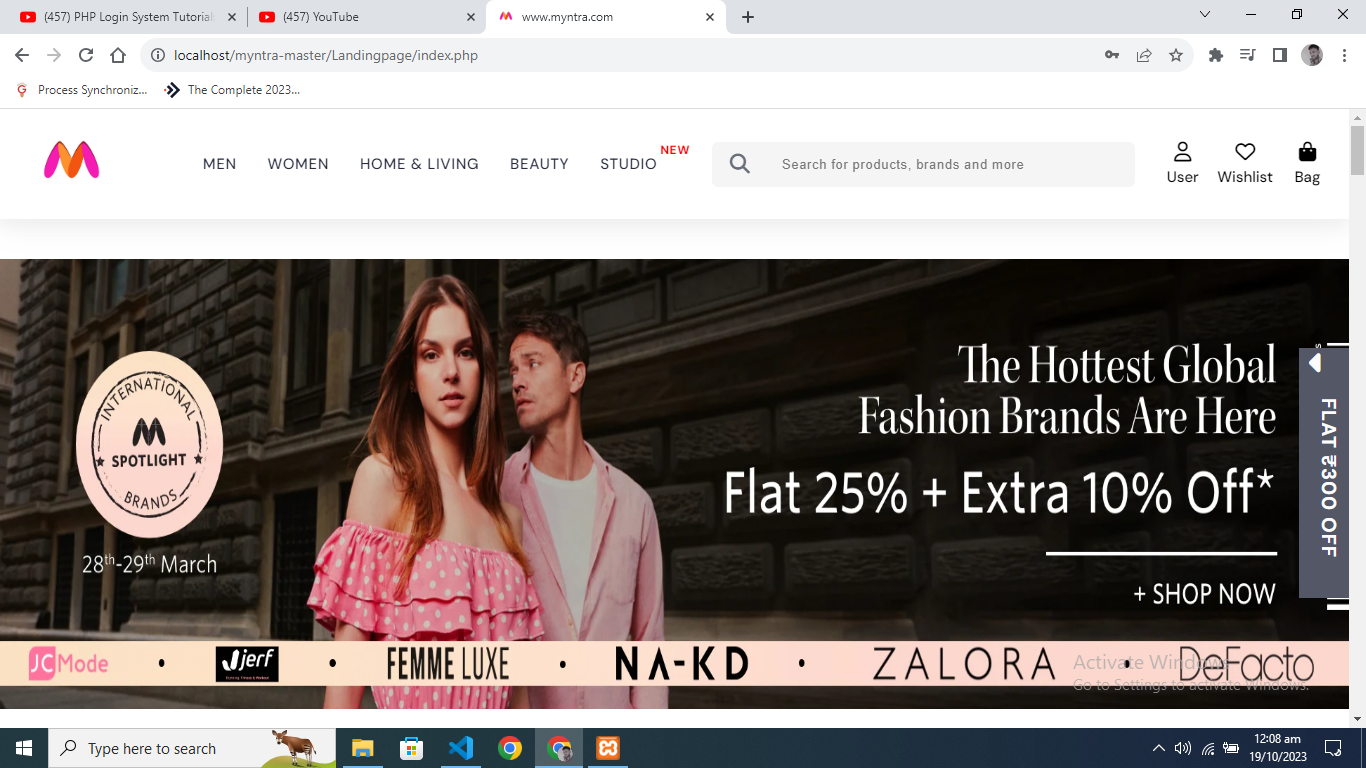 (457) PHP Login System Tutorial
(457) YouTube
www.myntra.com
localhost/myntra-master/Landingpage/index.php
Process Synchroniz...
The Complete 2023...
MEN
WOMEN
HOME & LIVING
BEAUTY
STUDIO
NEW
Search for products, brands and more
User
Wishlist
Bag
INTERNATIONAL
SPOTLIGHT
BRANDS
28th-29th March
The Hottest Global
Fashion Brands Are Here
Flat 25% + Extra 10% Off*
+ SHOP NOW
FLAT ₹300 OFF
JC Mode
Jjerf
FEMME LUXE
NA-KD
ZALORA
DeFacto
Activate Windows
Go to Settings to activate Windows.
Type here to search
12:08 am
19/10/2023